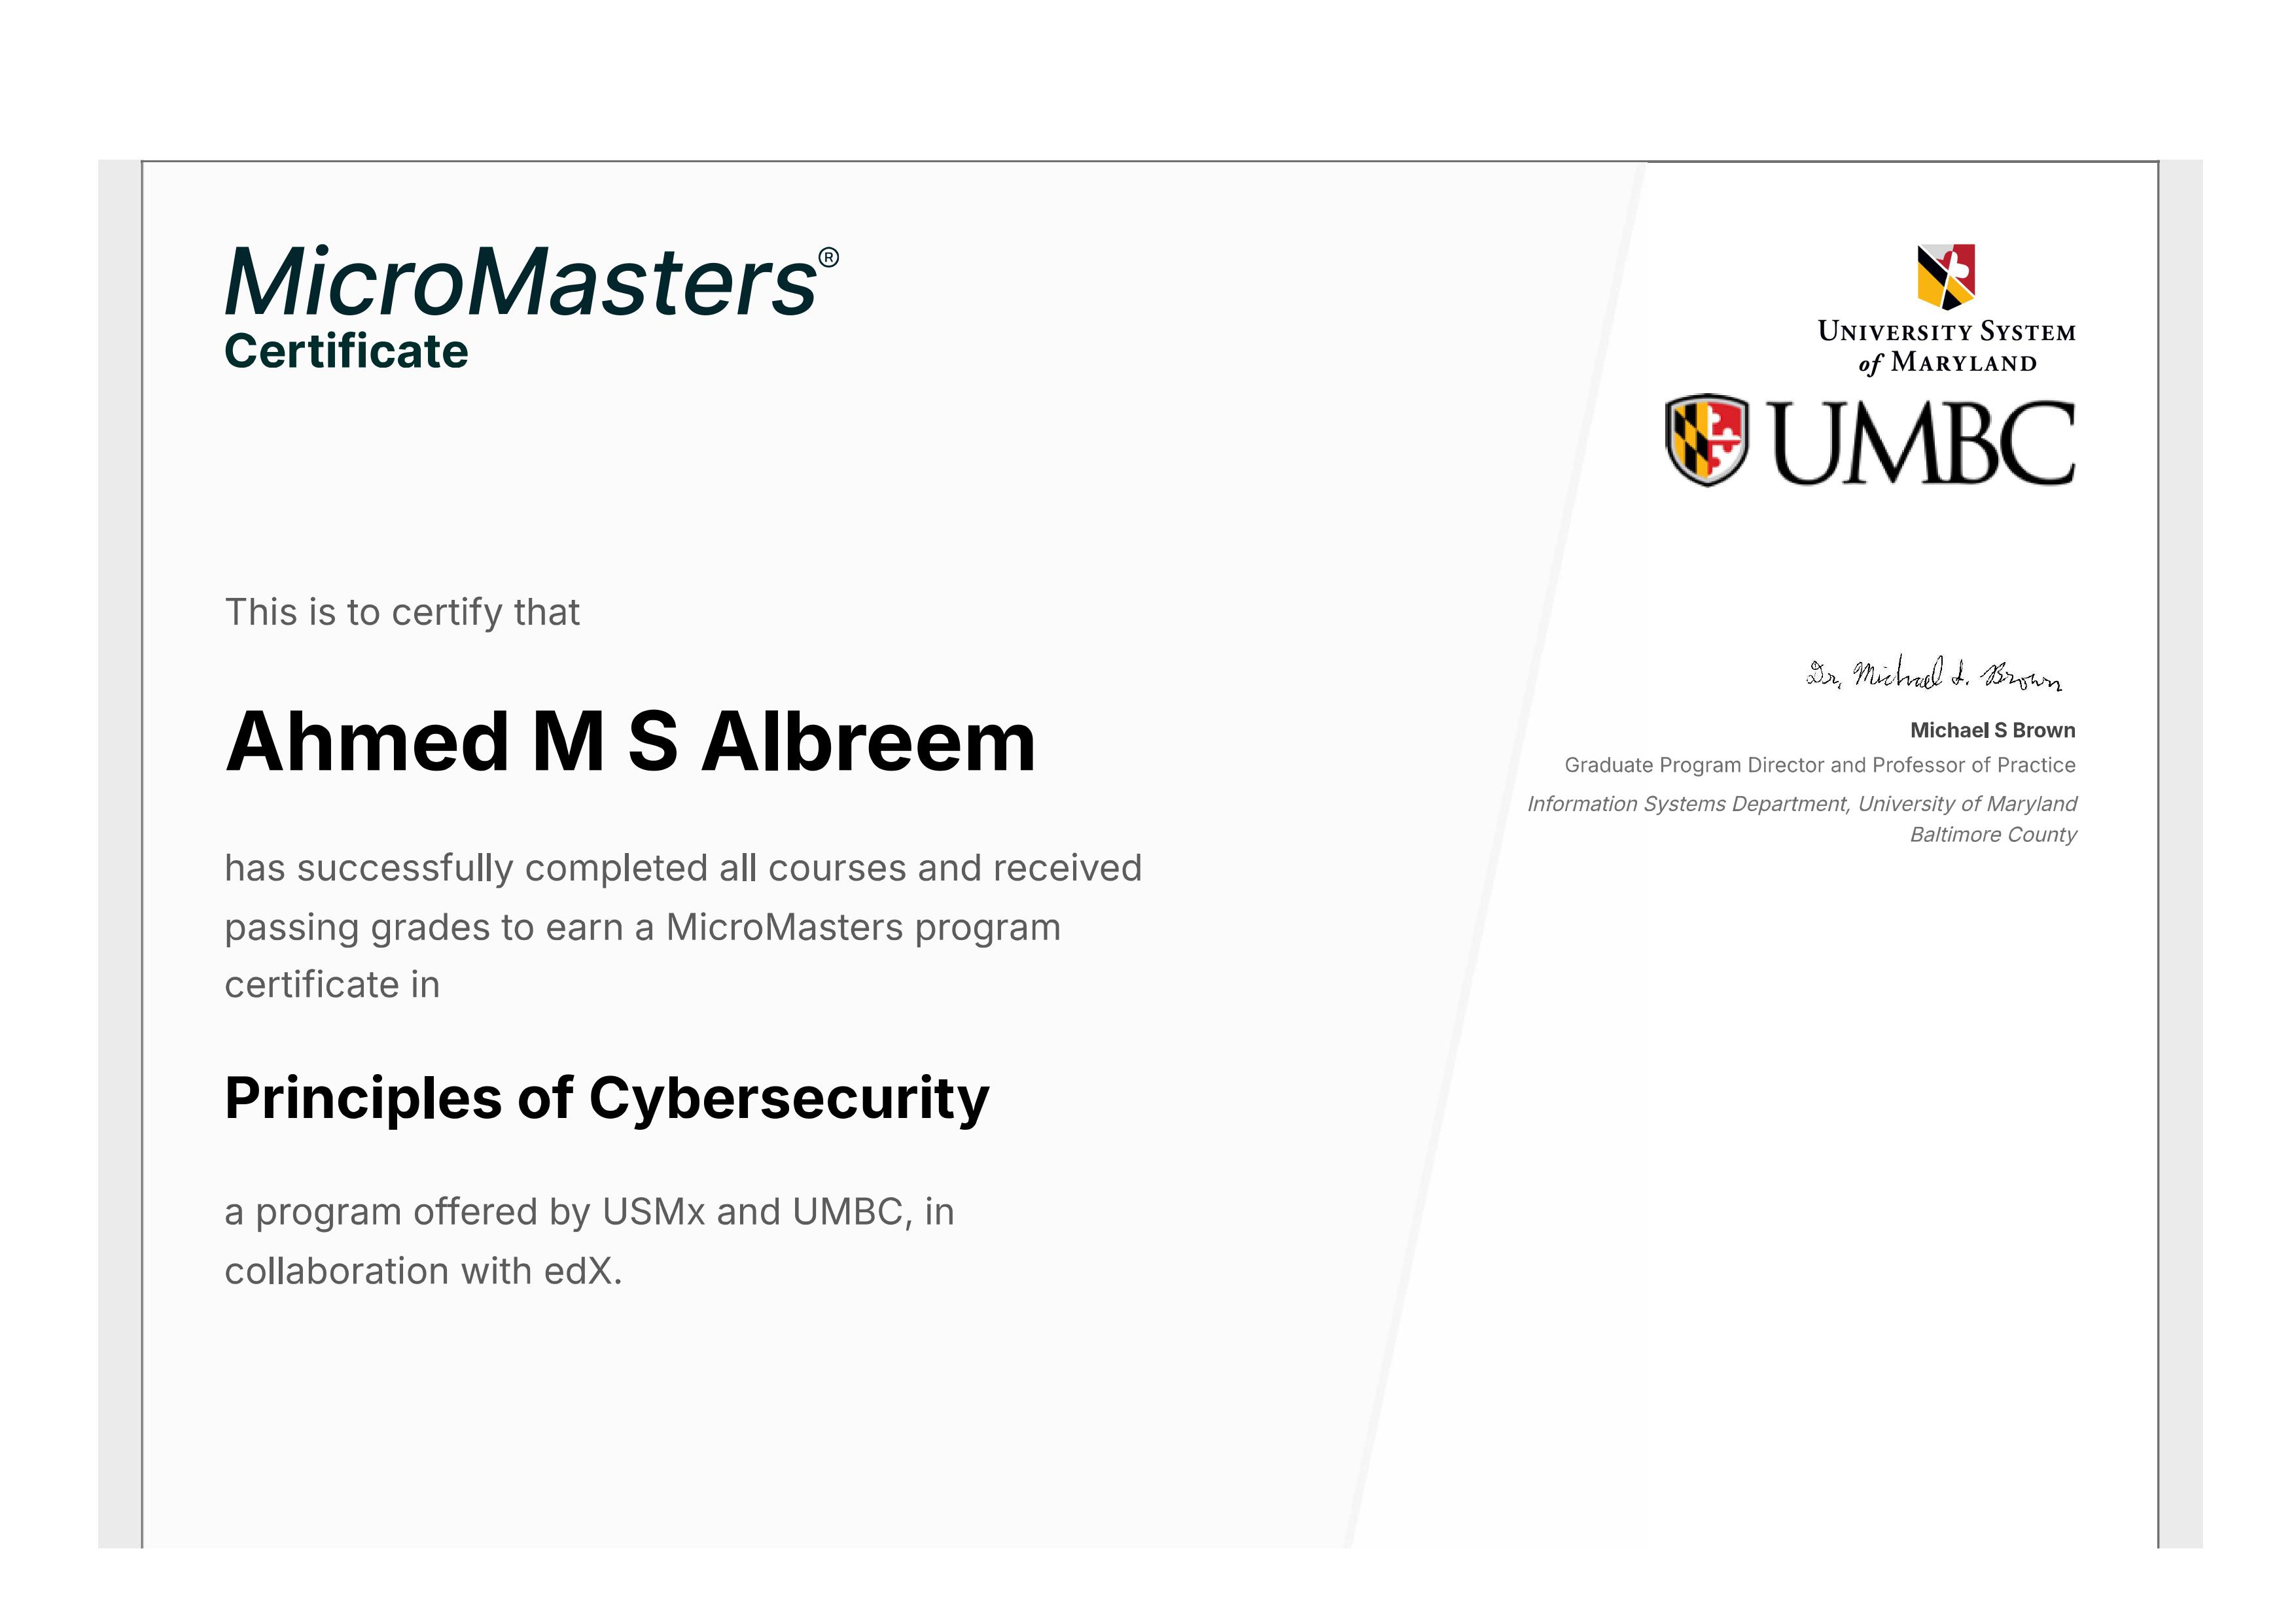 MicroMasters®
Certificate
UNIVERSITY SYSTEM
of MARYLAND
UMBC
This is to certify that
Ahmed M S Albreem
has successfully completed all courses and received
passing grades to earn a MicroMasters program
certificate in
Principles of Cybersecurity
a program offered by USMx and UMBC, in
collaboration with edX.
Dr. Michael S. Brown
Michael S Brown
Graduate Program Director and Professor of Practice
Information Systems Department, University of Maryland
Baltimore County